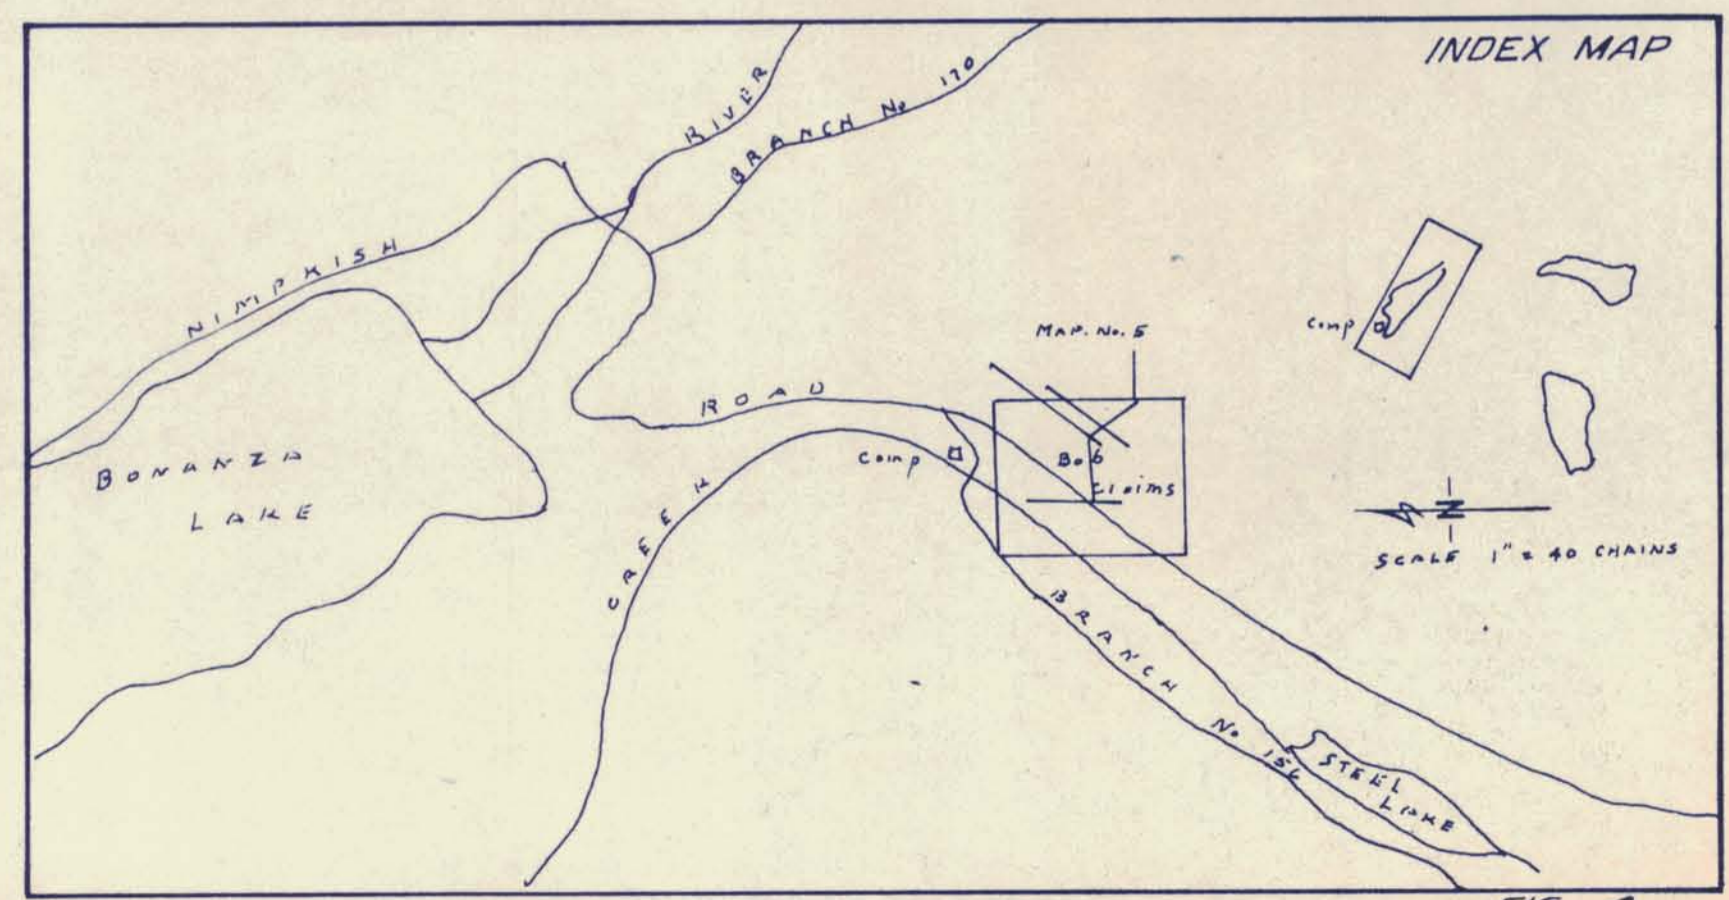 INDEX MAP
NIMPKISH
RIVER
BRANCH No 170
MAP. No. 5
Camp
ROAD
BONANZA
LAKE
Camp
Bob
Claims
CREEK
N
SCALE 1" = 40 CHAINS
BRANCH No 156
STEEL
LAKE